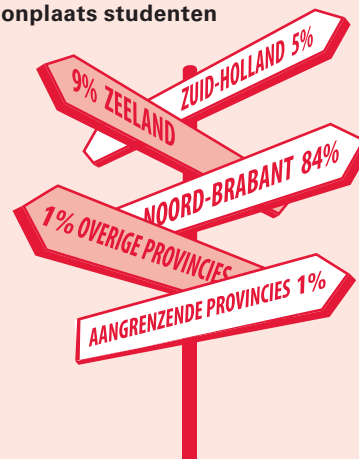 onplaats studenten
ZUID-HOLLAND 5%
9% ZEELAND
NOORD-BRABANT 84%
1% OVERIGE PROVINCIES
AANGRENZENDE PROVINCIES 1%